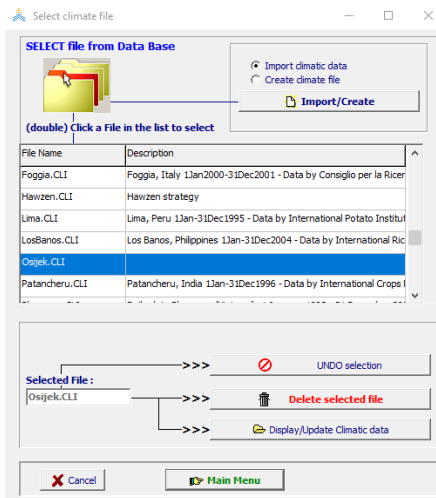 Select climate file
SELECT file from Data Base
Import climatic data
Create climate file
Import/Create
(double) Click a File in the list to select
File Name Description
Foggia.CLI Foggia, Italy 1Jan2000-31Dec2001 - Data by Consiglio per la Ricer
Hawzen.CLI Hawzen strategy
Lima.CLI Lima, Peru 1Jan-31Dec1995 - Data by International Potato Institut
LosBanos.CLI Los Banos, Philippines 1Jan-31Dec2004 - Data by International Ric
Osijek.CLI
Patancheru.CLI Patancheru, India 1Jan-31Dec1996 - Data by International Crops
>>> UNDO selection
Selected File :
Osijek.CLI >>> Delete selected file
>>> Display/Update Climatic data
Cancel Main Menu